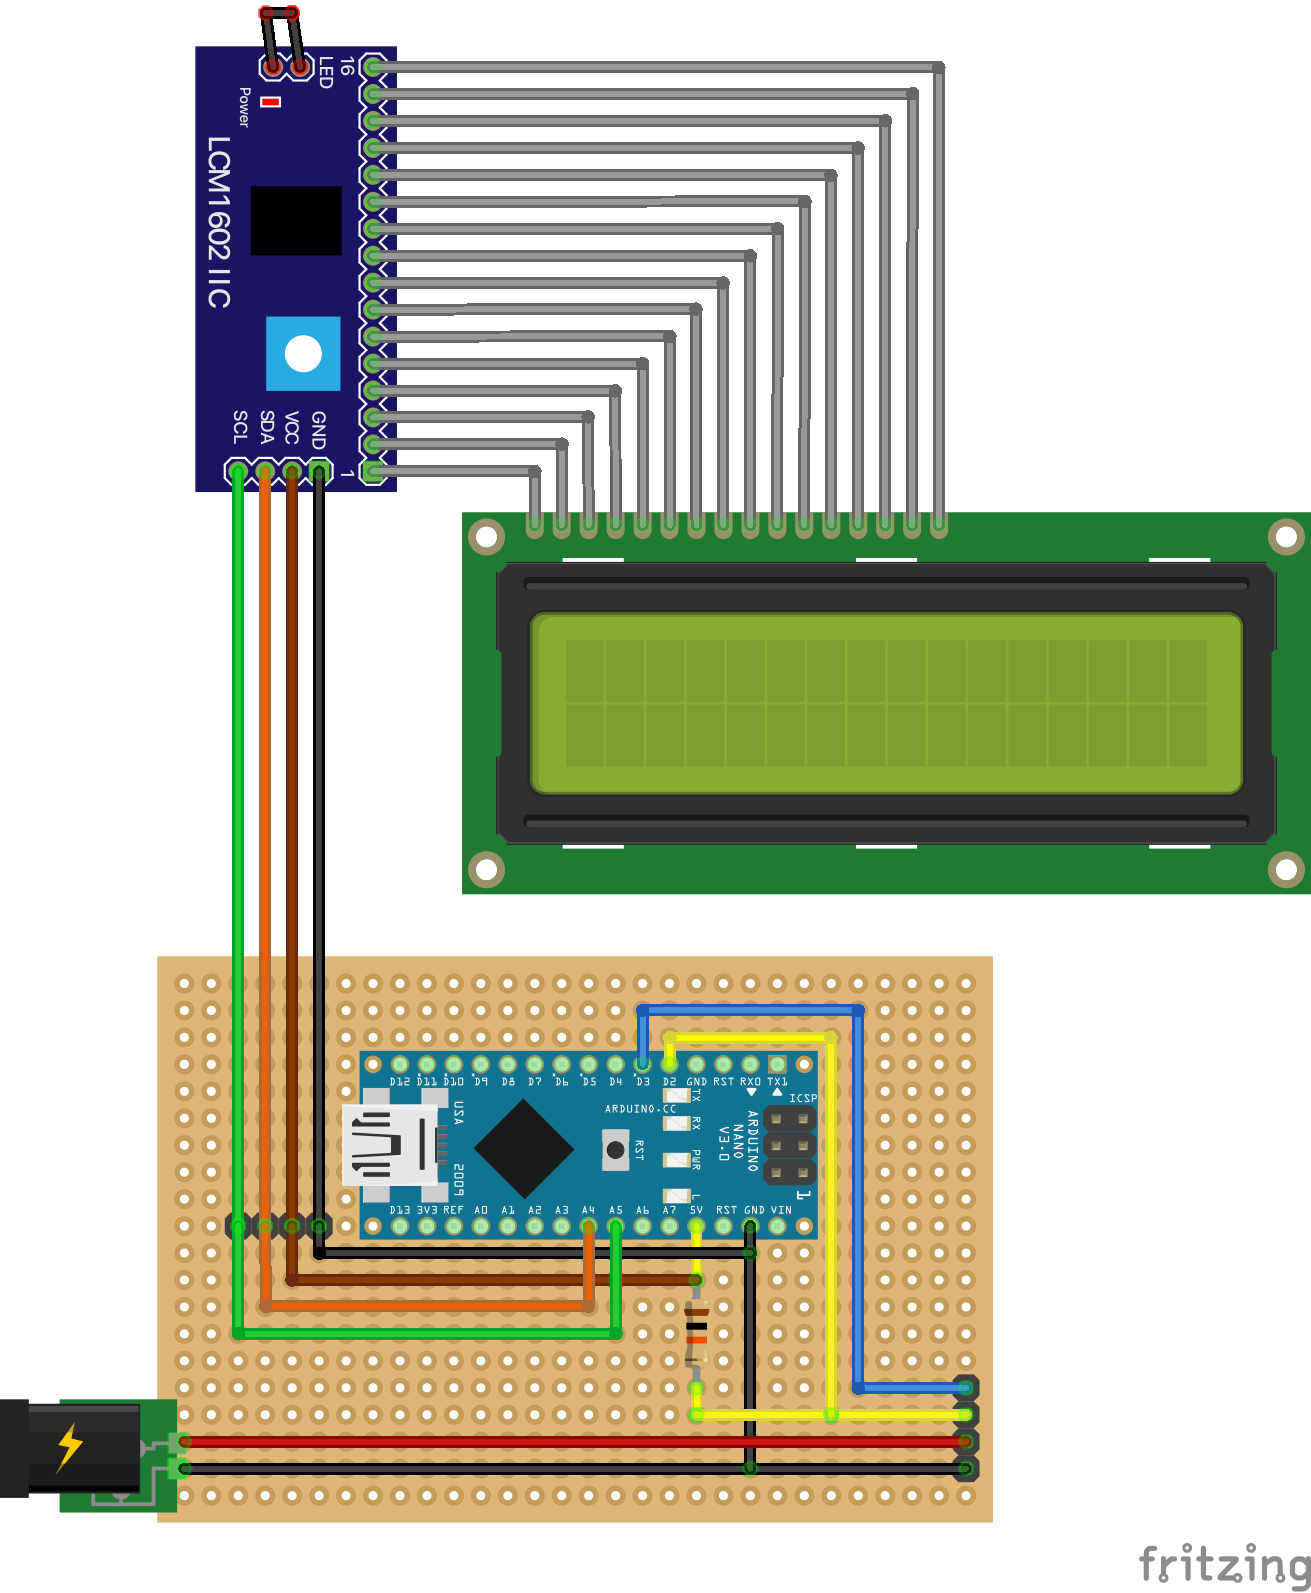 16
LED
Power
LCM1602 IIC
SCL
SDA
VCC
GND
1
D12 D11 D10 D9 D8 D7 D6 D5 D4 D3 D2 GND RST RX0 TX1
TX
RX
PWR
L
ICSP
ARDUINO.CC
RST
ARDUINO
NANO
V3.0
USA
2005
1
D13 3V3 REF A0 A1 A2 A3 A4 A5 A6 A7 5V RST GND VIN
fritzing